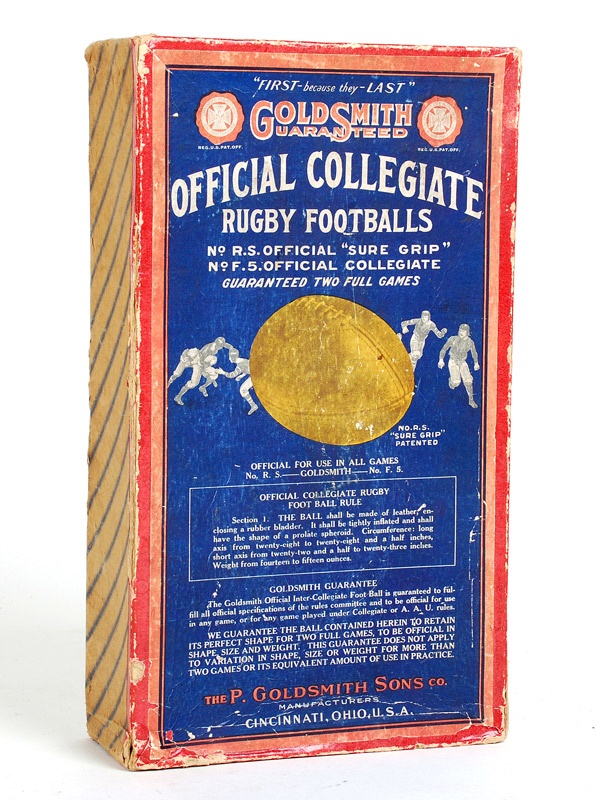 "FIRST-because they-LAST"
GOLDSMITH
GUARANTEED
REG. U.S. PAT. OFF.
REG. U.S. PAT. OFF.
OFFICIAL COLLEGIATE
RUGBY FOOTBALLS
No R.S. OFFICIAL "SURE GRIP"
No F.5. OFFICIAL COLLEGIATE
GUARANTEED TWO FULL GAMES
No. R.S.
"SURE GRIP"
PATENTED
OFFICIAL FOR USE IN ALL GAMES
No. R. S.—GOLDSMITH—No. F. 5.
OFFICIAL COLLEGIATE RUGBY
FOOT BALL RULE
Section 1. THE BALL shall be made of leather, en-
closing a rubber bladder. It shall be tightly inflated and shall
have the shape of a prolate spheroid. Circumference: long
axis from twenty-eight to twenty-eight and a half inches,
short axis from twenty-two and a half to twenty-three inches.
Weight from fourteen to fifteen ounces.
GOLDSMITH GUARANTEE
The Goldsmith Official Inter-Collegiate Foot Ball is guaranteed to ful-
fill all official specifications of the rules committee and to be official for use
in any game, or for any game played under Collegiate or A. A. U. rules.
WE GUARANTEE THE BALL CONTAINED HEREIN TO RETAIN
ITS PERFECT SHAPE FOR TWO FULL GAMES, TO BE OFFICIAL IN
SHAPE, SIZE AND WEIGHT. THIS GUARANTEE DOES NOT APPLY
TO VARIATION IN SHAPE, SIZE OR WEIGHT FOR MORE THAN
TWO GAMES OR ITS EQUIVALENT AMOUNT OF USE IN PRACTICE.
THE P. GOLDSMITH SONS CO.
MANUFACTURERS
CINCINNATI, OHIO, U.S.A.